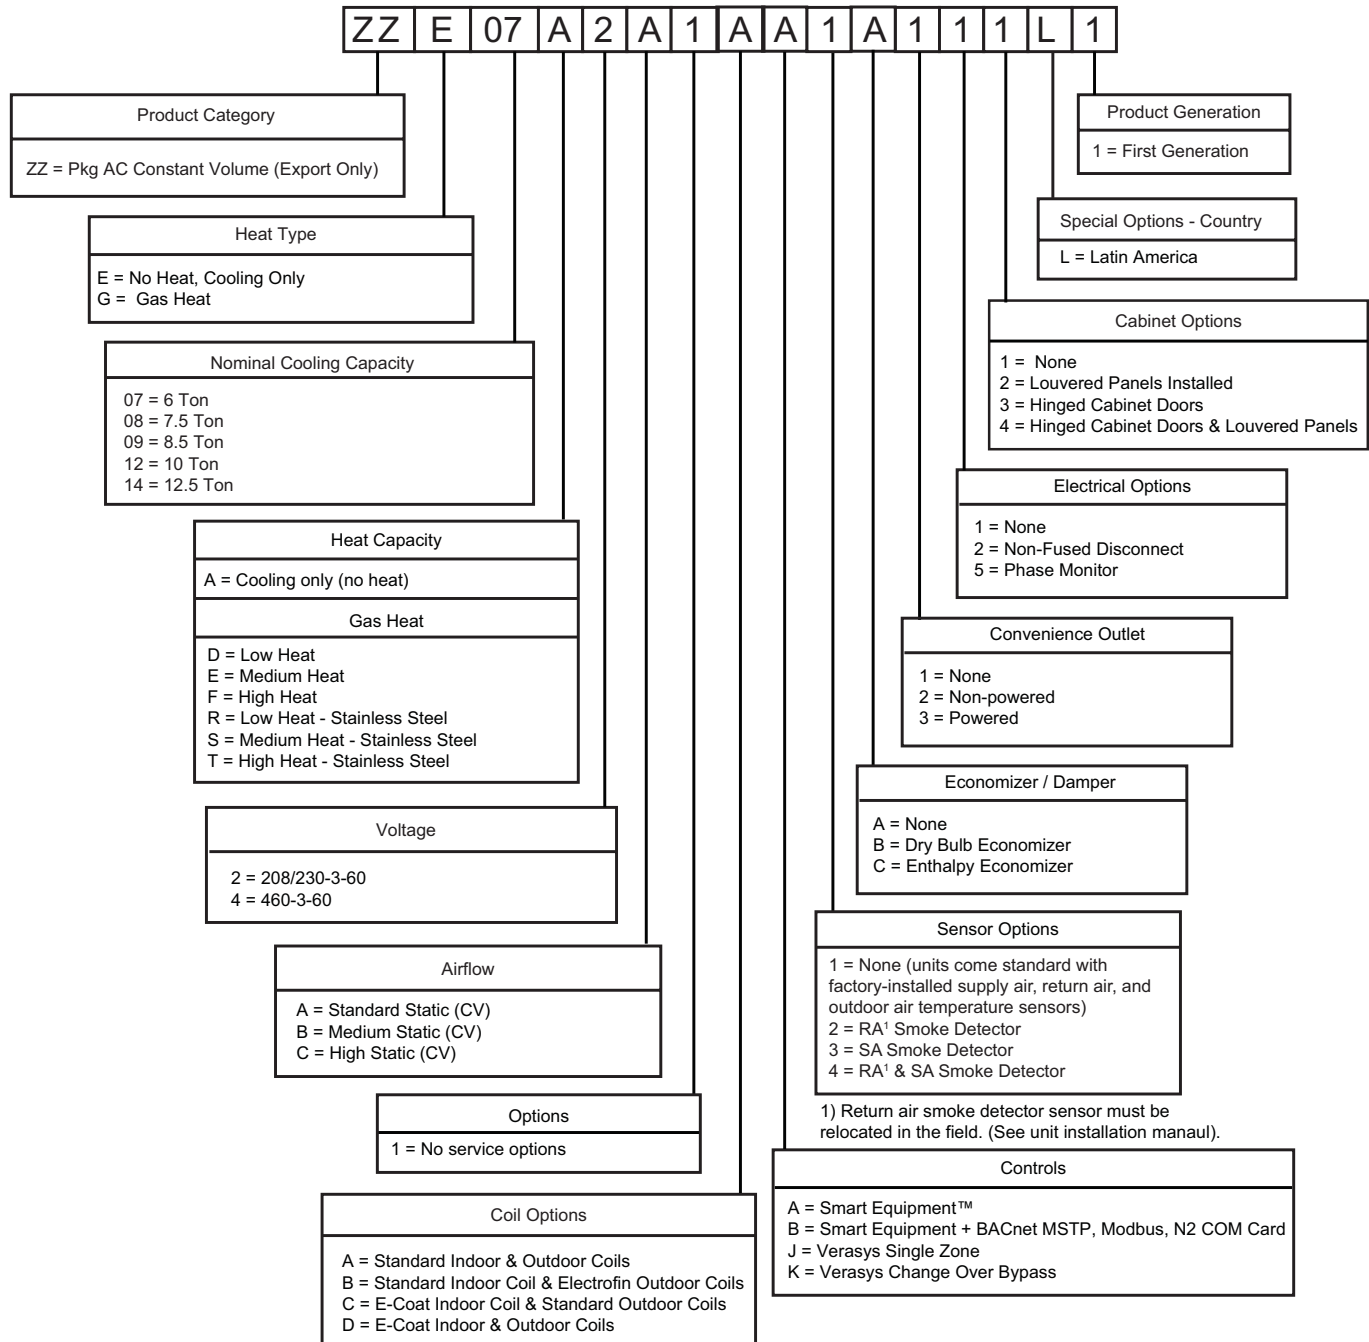 ZZ E 07 A 2 A 1 A A 1 A 1 1 1 L 1
Product Category
ZZ = Pkg AC Constant Volume (Export Only)
Heat Type
E = No Heat, Cooling Only
G = Gas Heat
Nominal Cooling Capacity
07 = 6 Ton
08 = 7.5 Ton
09 = 8.5 Ton
12 = 10 Ton
14 = 12.5 Ton
Heat Capacity
A = Cooling only (no heat)
Gas Heat
D = Low Heat
E = Medium Heat
F = High Heat
R = Low Heat - Stainless Steel
S = Medium Heat - Stainless Steel
T = High Heat - Stainless Steel
Voltage
2 = 208/230-3-60
4 = 460-3-60
Airflow
A = Standard Static (CV)
B = Medium Static (CV)
C = High Static (CV)
Options
1 = No service options
Coil Options
A = Standard Indoor & Outdoor Coils
B = Standard Indoor Coil & Electrofin Outdoor Coils
C = E-Coat Indoor Coil & Standard Outdoor Coils
D = E-Coat Indoor & Outdoor Coils
Product Generation
1 = First Generation
Special Options - Country
L = Latin America
Cabinet Options
1 = None
2 = Louvered Panels Installed
3 = Hinged Cabinet Doors
4 = Hinged Cabinet Doors & Louvered Panels
Electrical Options
1 = None
2 = Non-Fused Disconnect
5 = Phase Monitor
Convenience Outlet
1 = None
2 = Non-powered
3 = Powered
Economizer / Damper
A = None
B = Dry Bulb Economizer
C = Enthalpy Economizer
Sensor Options
1 = None (units come standard with
factory-installed supply air, return air, and
outdoor air temperature sensors)
2 = RA¹ Smoke Detector
3 = SA Smoke Detector
4 = RA¹ & SA Smoke Detector
1) Return air smoke detector sensor must be
relocated in the field. (See unit installation manaul).
Controls
A = Smart Equipment™
B = Smart Equipment + BACnet MSTP, Modbus, N2 COM Card
J = Verasys Single Zone
K = Verasys Change Over Bypass